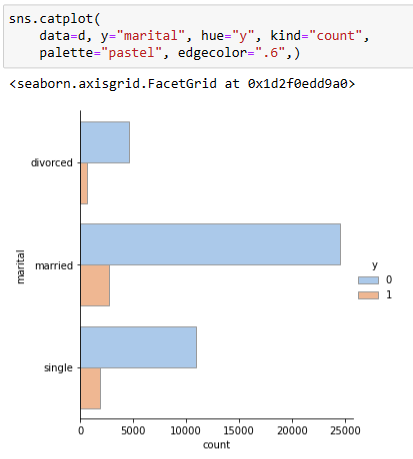 sns.catplot(
    data=d, y="marital", hue="y", kind="count",
    palette="pastel", edgecolor=".6",)
<seaborn.axisgrid.FacetGrid at 0x1d2f0edd9a0>
divorced
married
single
marital
y
0
1
0 5000 10000 15000 20000 25000
count